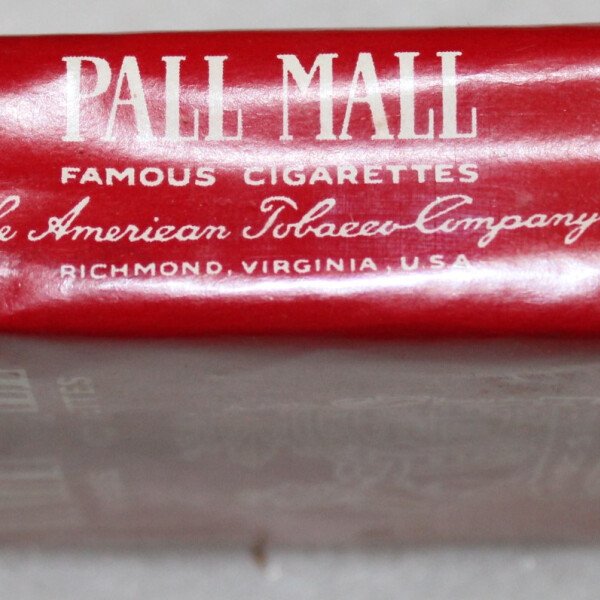 PALL MALL
FAMOUS CIGARETTES
American Tobacco Company
RICHMOND, VIRGINIA, U.S.A.